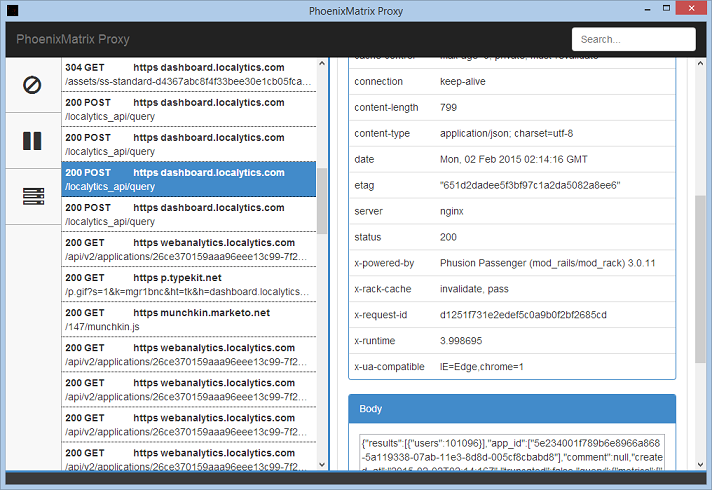 PhoenixMatrix Proxy
PhoenixMatrix Proxy
Search...
304 GET https dashboard.localytics.com
/assets/ss-standard-d4367abc8f4f33bee30e1cb05fca...
200 POST https dashboard.localytics.com
/localytics_api/query
200 POST https dashboard.localytics.com
/localytics_api/query
200 POST https dashboard.localytics.com
/localytics_api/query
200 POST https dashboard.localytics.com
/localytics_api/query
200 GET https webanalytics.localytics.com
/api/v2/applications/26ce370159aaa96eee13c99-7f2...
200 GET https p.typekit.net
/p.gif?s=1&k=mgr1bnc&ht=tk&h=dashboard.localytics...
200 GET https munchkin.marketo.net
/147/munchkin.js
200 GET https webanalytics.localytics.com
/api/v2/applications/26ce370159aaa96eee13c99-7f2...
200 GET https webanalytics.localytics.com
/api/v2/applications/26ce370159aaa96eee13c99-7f2...
200 GET https webanalytics.localytics.com
/api/v2/applications/26ce370159aaa96eee13c99-7f2...
200 GET https webanalytics.localytics.com
/api/v2/applications/26ce370159aaa96eee13c99-7f2...
cache-control max-age=0, private, must-revalidate
connection keep-alive
content-length 799
content-type application/json; charset=utf-8
date Mon, 02 Feb 2015 02:14:16 GMT
etag "651d2dadee5f3bf97c1a2da5082a8ee6"
server nginx
status 200
x-powered-by Phusion Passenger (mod_rails/mod_rack) 3.0.11
x-rack-cache invalidate, pass
x-request-id d1251f731e2edef5c0a9b0f2bf2685cd
x-runtime 3.998695
x-ua-compatible IE=Edge,chrome=1
Body
{"results":[{"users":101096}],"app_id":["5e234001f789b6e8966a868
-5a119338-07ab-11e3-8d8d-005cf8cbabd8"],"comment":null,"create